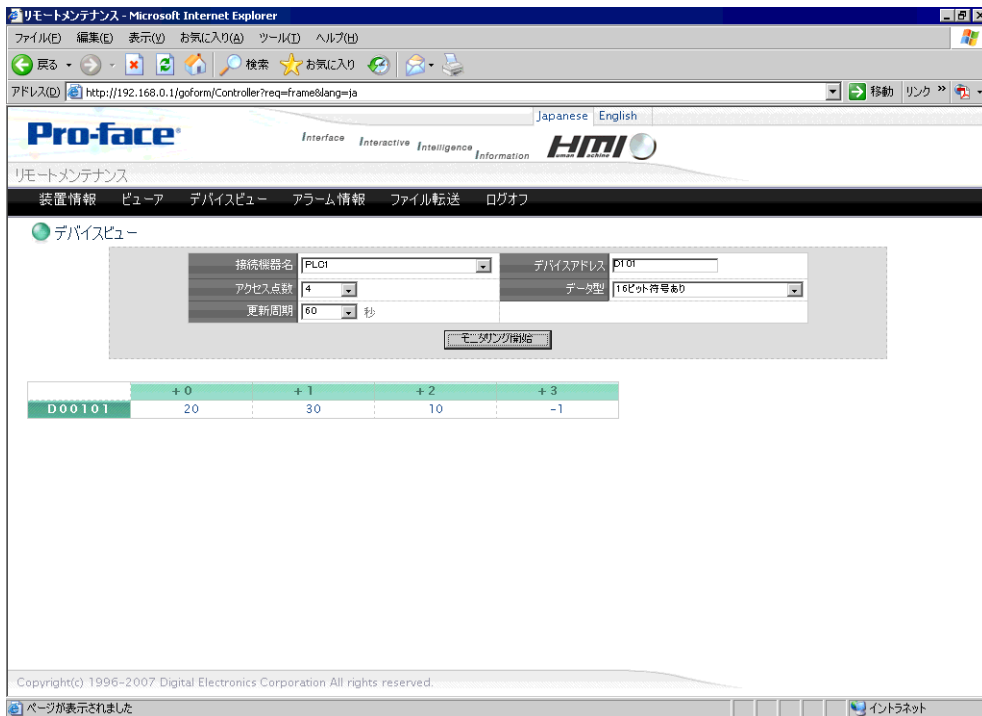 リモートメンテナンス - Microsoft Internet Explorer
ファイル(F) 編集(E) 表示(V) お気に入り(A) ツール(T) ヘルプ(H)
戻る 検索 お気に入り
アドレス(D) http://192.168.0.1/goform/Controller?req=frame&lang=ja 移動 リンク »
Japanese English
Pro-face
Interface Interactive Intelligence Information HMI
Human Machine
リモートメンテナンス
装置情報 ビューア デバイスビュー アラーム情報 ファイル転送 ログオフ
デバイスビュー
接続機器名 PLC1 デバイスアドレス D101
アクセス点数 4 データ型 16ビット符号あり
更新周期 60 秒
モニタリング開始
+0 +1 +2 +3
D00101 20 30 10 -1
Copyright(c) 1996-2007 Digital Electronics Corporation All rights reserved.
ページが表示されました イントラネット